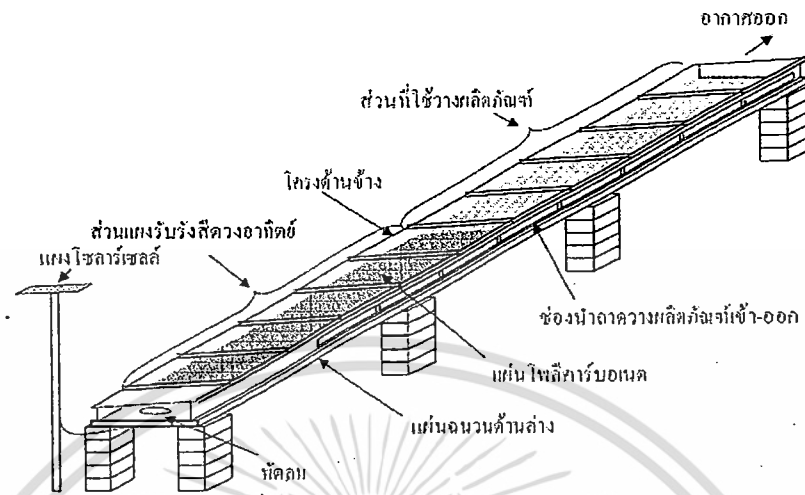 อากาศออก
ส่วนที่ใช้วางผลิตภัณฑ์
โครงด้านข้าง
ส่วนแผงรับรังสีดวงอาทิตย์
แผงโซลาร์เซลล์
ช่องนำถาดวางผลิตภัณฑ์เข้า-ออก
แผ่นโพลีคาร์บอเนต
แผ่นฉนวนด้านล่าง
พัดลม